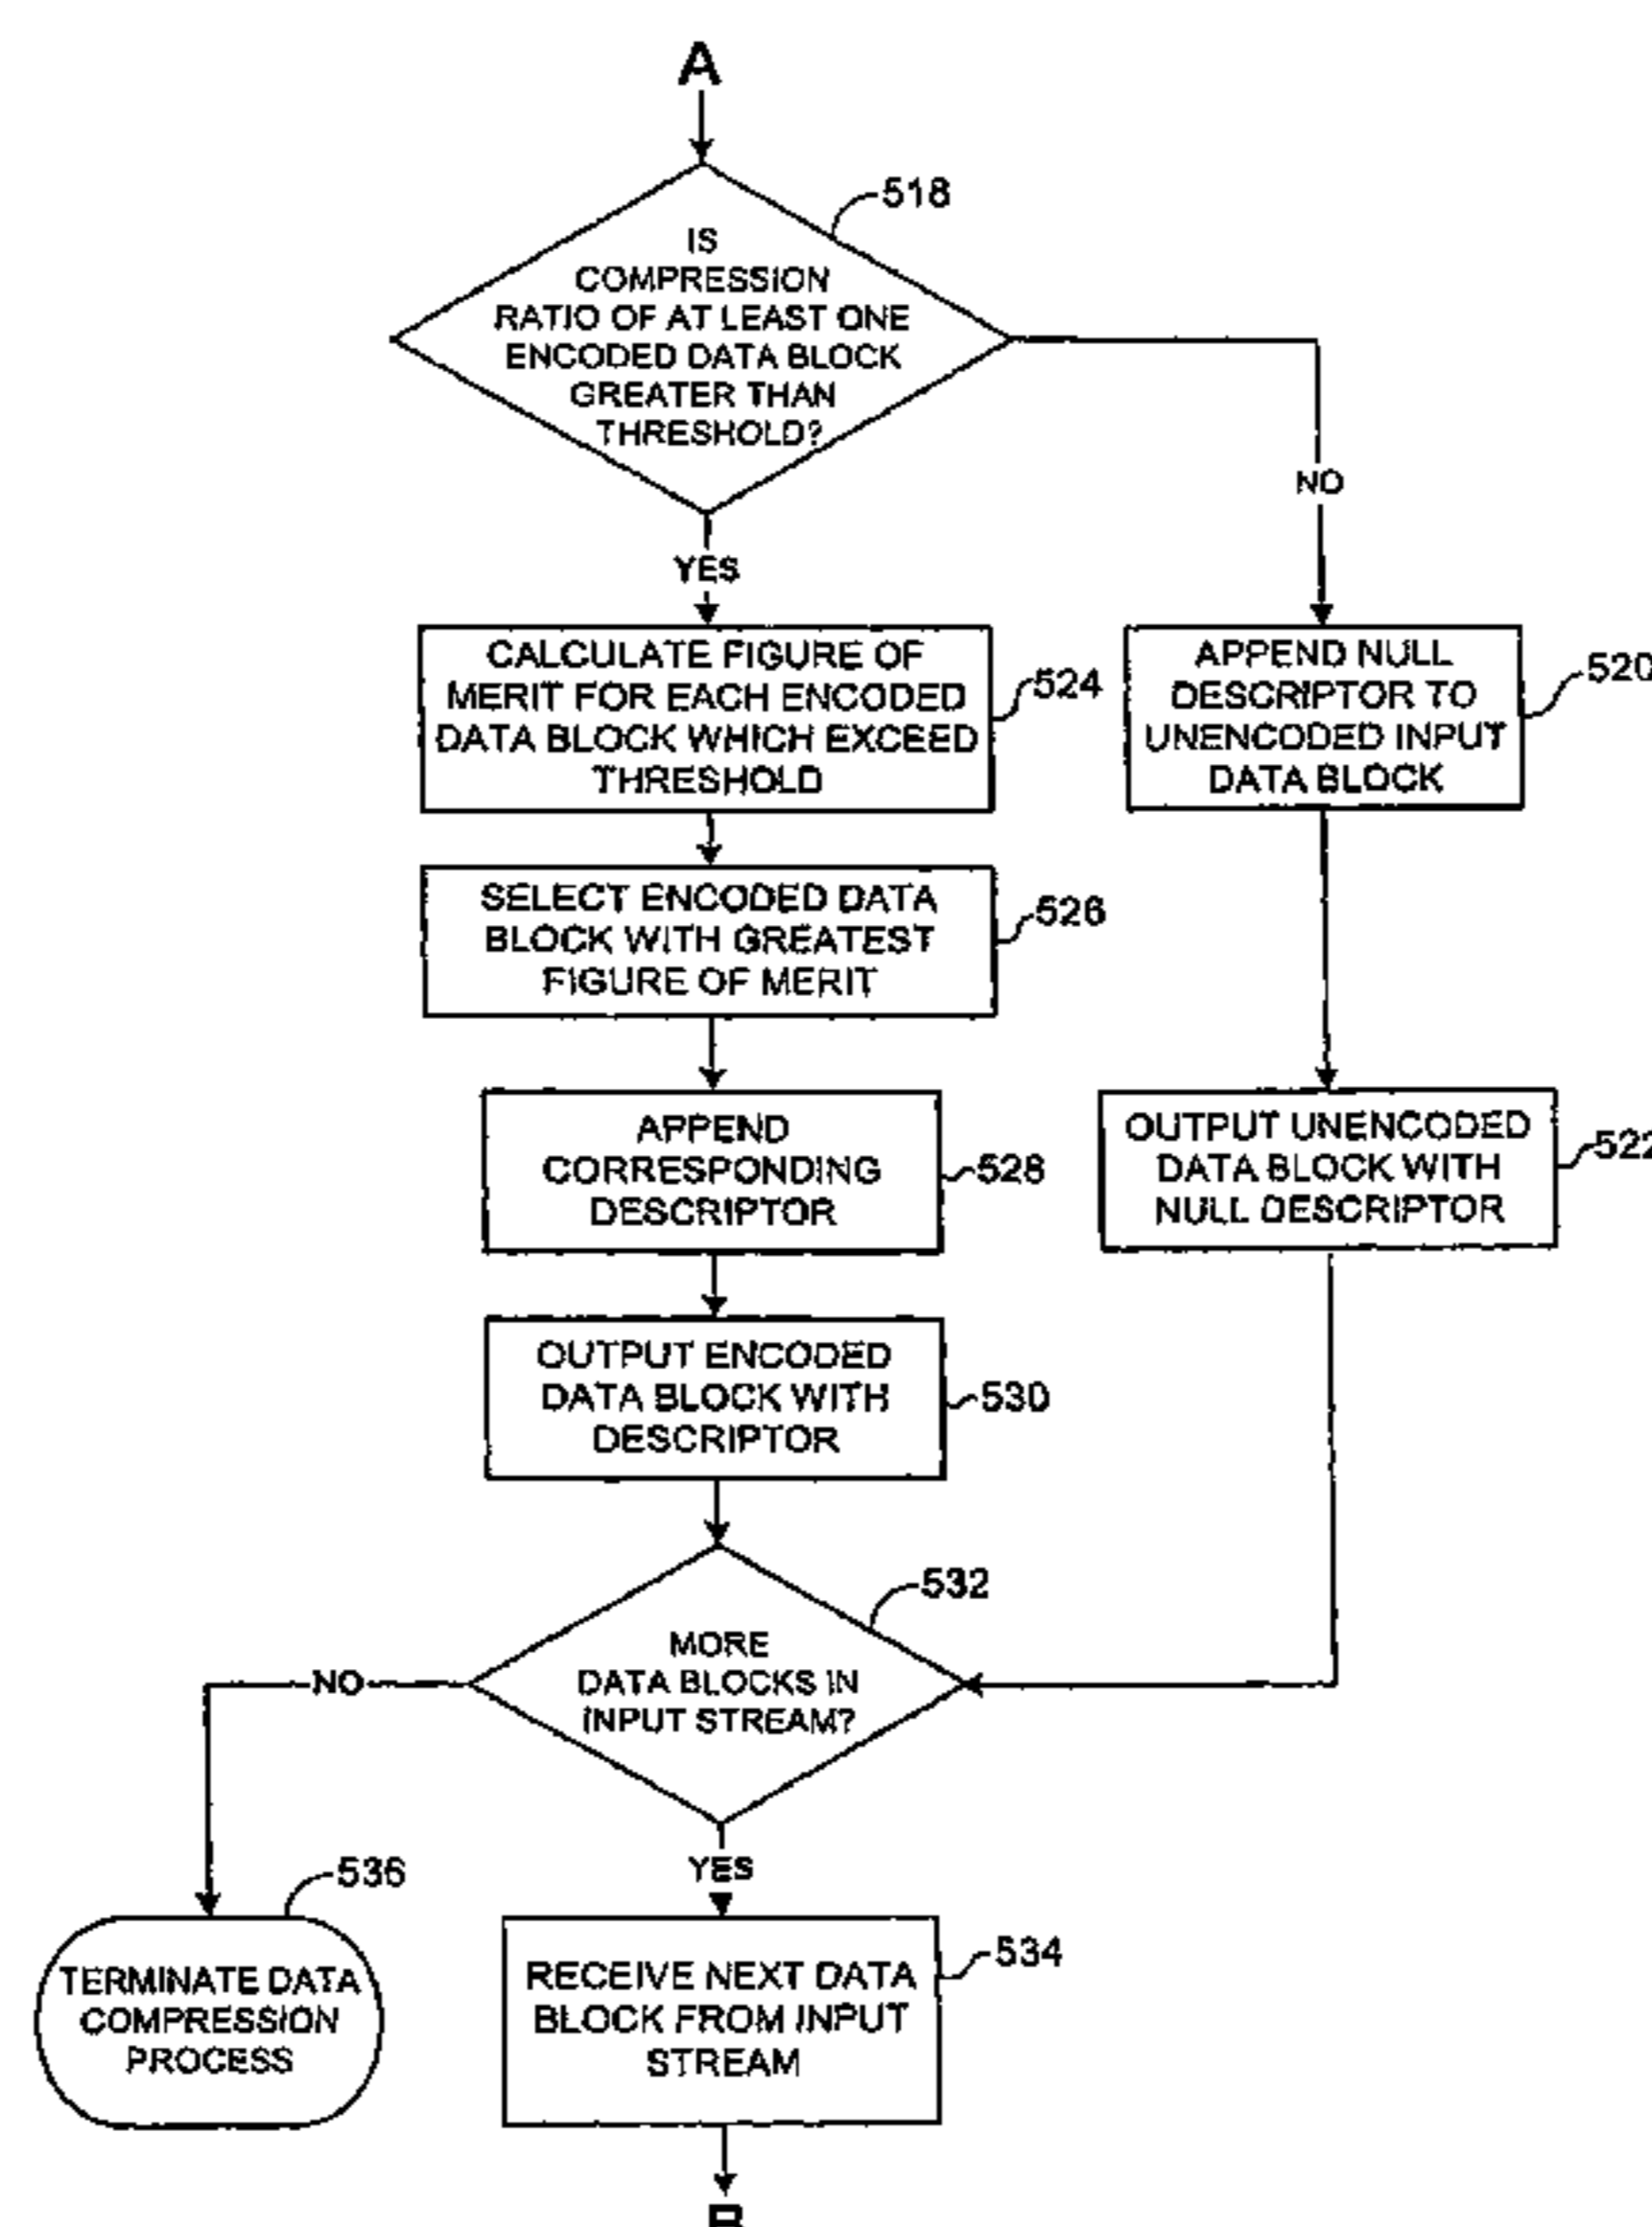 A
518
IS
COMPRESSION
RATIO OF AT LEAST ONE
ENCODED DATA BLOCK
GREATER THAN
THRESHOLD?
NO
YES
CALCULATE FIGURE OF
MERIT FOR EACH ENCODED
DATA BLOCK WHICH EXCEED
THRESHOLD
524
APPEND NULL
DESCRIPTOR TO
UNENCODED INPUT
DATA BLOCK
520
SELECT ENCODED DATA
BLOCK WITH GREATEST
FIGURE OF MERIT
526
APPEND
CORRESPONDING
DESCRIPTOR
528
OUTPUT UNENCODED
DATA BLOCK WITH
NULL DESCRIPTOR
522
OUTPUT ENCODED
DATA BLOCK WITH
DESCRIPTOR
530
532
MORE
DATA BLOCKS IN
INPUT STREAM?
NO
YES
536
TERMINATE DATA
COMPRESSION
PROCESS
RECEIVE NEXT DATA
BLOCK FROM INPUT
STREAM
534